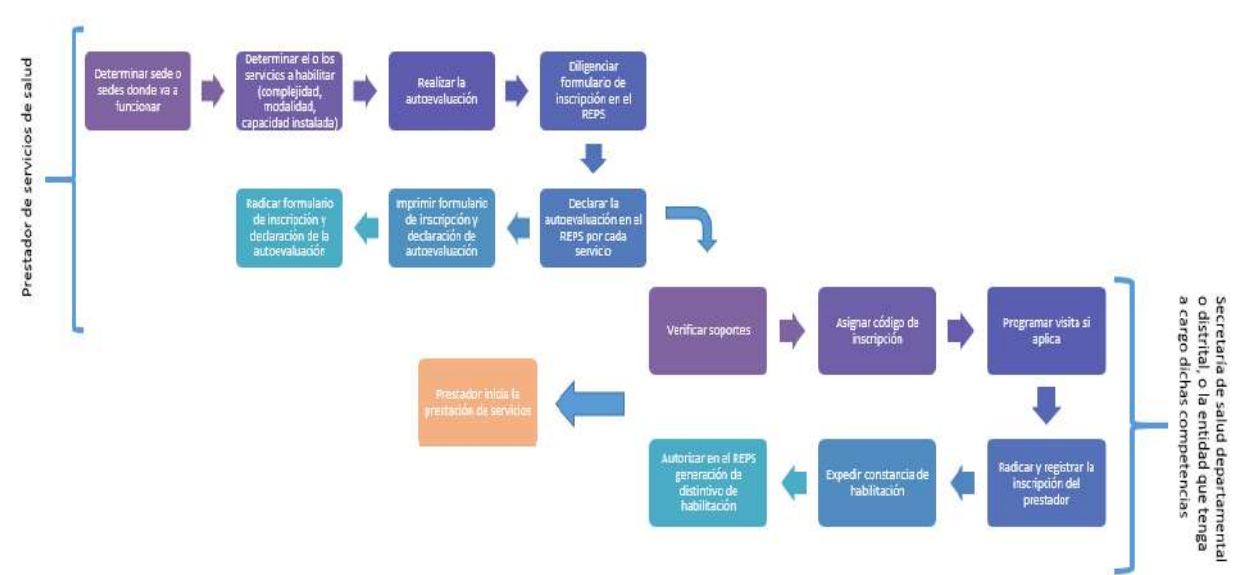 Prestador de servicios de salud
Determinar sede o
sedes donde va a
funcionar
Determinar el o los
servicios a habilitar
(complejidad,
modalidad,
capacidad instalada)
Realizar la
autoevaluación
Diligenciar
formulario de
inscripción en el
REPS
Declarar la
autoevaluación en el
REPS por cada
servicio
Imprimir formulario
de inscripción y
declaración de
autoevaluación
Radicar formulario
de inscripción y
declaración de la
autoevaluación
Secretaría de salud departamental
o distrital, o la entidad que tenga
a cargo dichas competencias
Verificar soportes
Asignar código de
inscripción
Programar visita si
aplica
Radicar y registrar la
inscripción del
prestador
Expedir constancia de
habilitación
Autorizar en el REPS
generación de
distintivo de
habilitación
Prestador inicia la
prestación de servicios